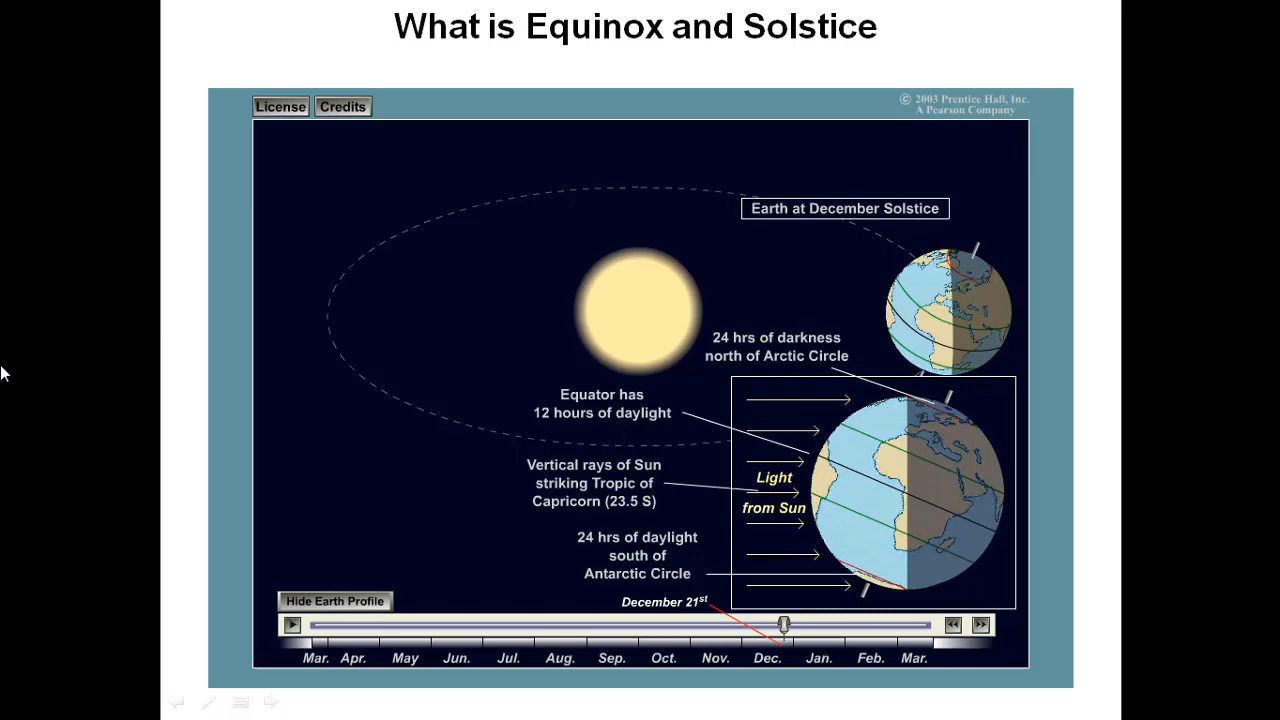 What is Equinox and Solstice
License Credits
© 2003 Prentice Hall, Inc.
A Pearson Company
Earth at December Solstice
24 hrs of darkness
north of Arctic Circle
Equator has
12 hours of daylight
Vertical rays of Sun
striking Tropic of
Capricorn (23.5 S)
Light
from Sun
24 hrs of daylight
south of
Antarctic Circle
Hide Earth Profile
December 21st
Mar. Apr. May Jun. Jul. Aug. Sep. Oct. Nov. Dec. Jan. Feb. Mar.